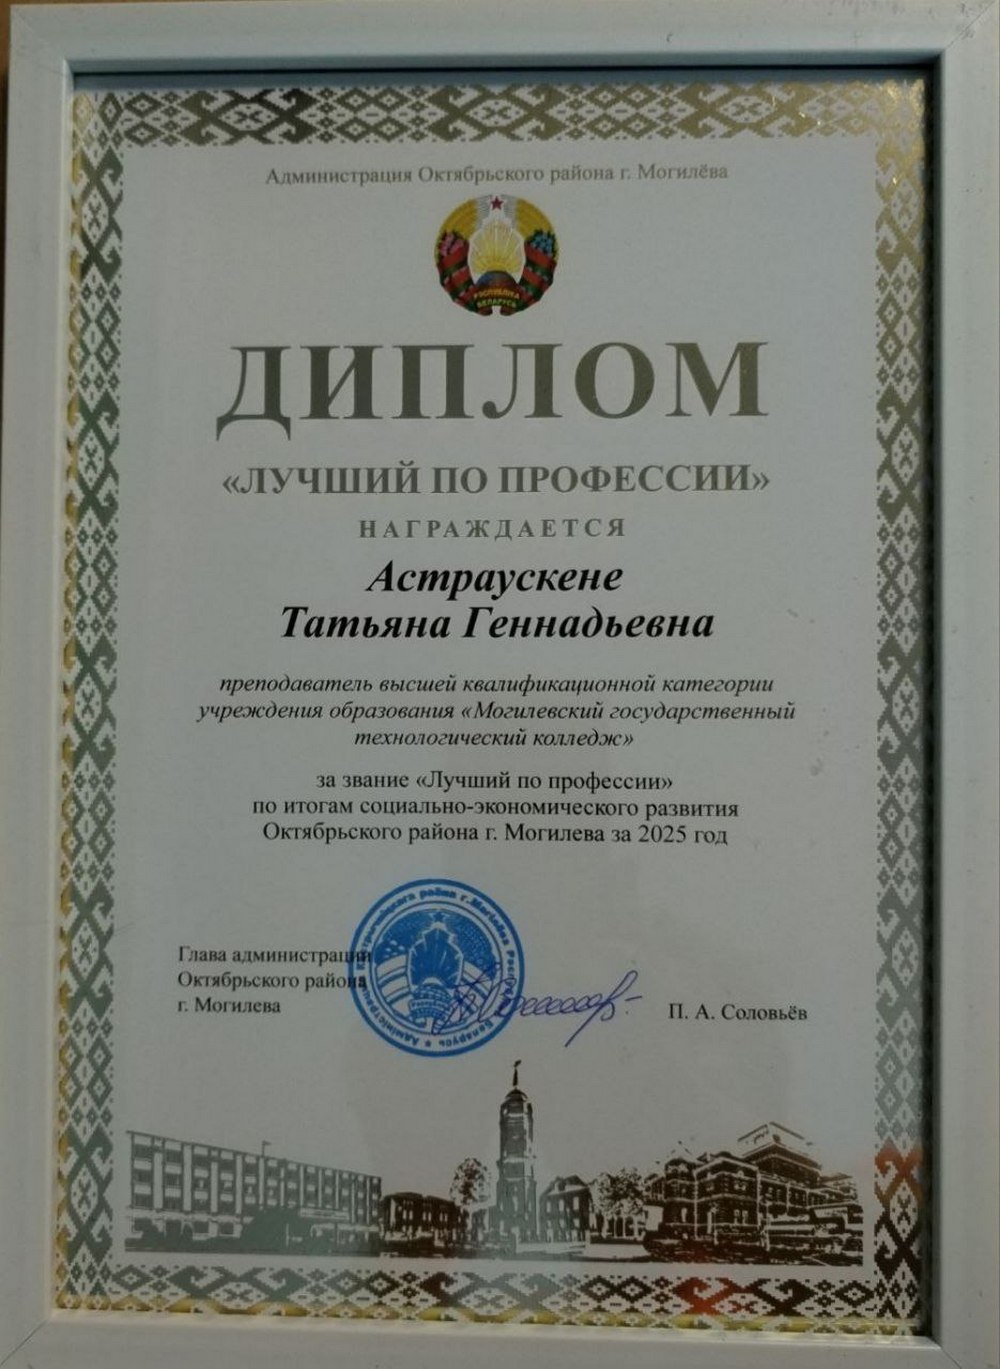 Администрация Октябрьского района г. Могилёва
РЭСПУБЛІКА
БЕЛАРУСЬ
ДИПЛОМ
«ЛУЧШИЙ ПО ПРОФЕССИИ»
НАГРАЖДАЕТСЯ
Астраускене
Татьяна Геннадьевна
преподаватель высшей квалификационной категории
учреждения образования «Могилевский государственный
технологический колледж»
за звание «Лучший по профессии»
по итогам социально-экономического развития
Октябрьского района г. Могилева за 2025 год
Глава администрации
Октябрьского района
г. Могилева
П. А. Соловьёв